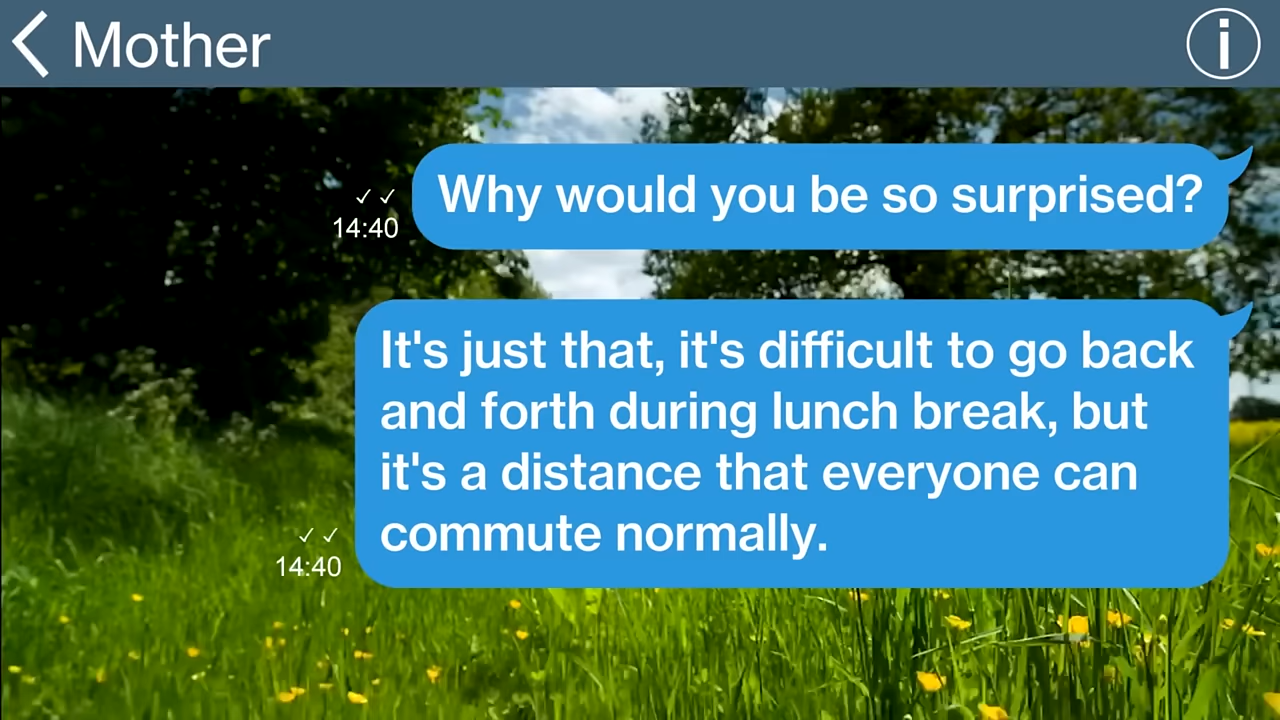 Mother
Why would you be so surprised?
✓✓
14:40
It's just that, it's difficult to go back
and forth during lunch break, but
it's a distance that everyone can
commute normally.
✓✓
14:40